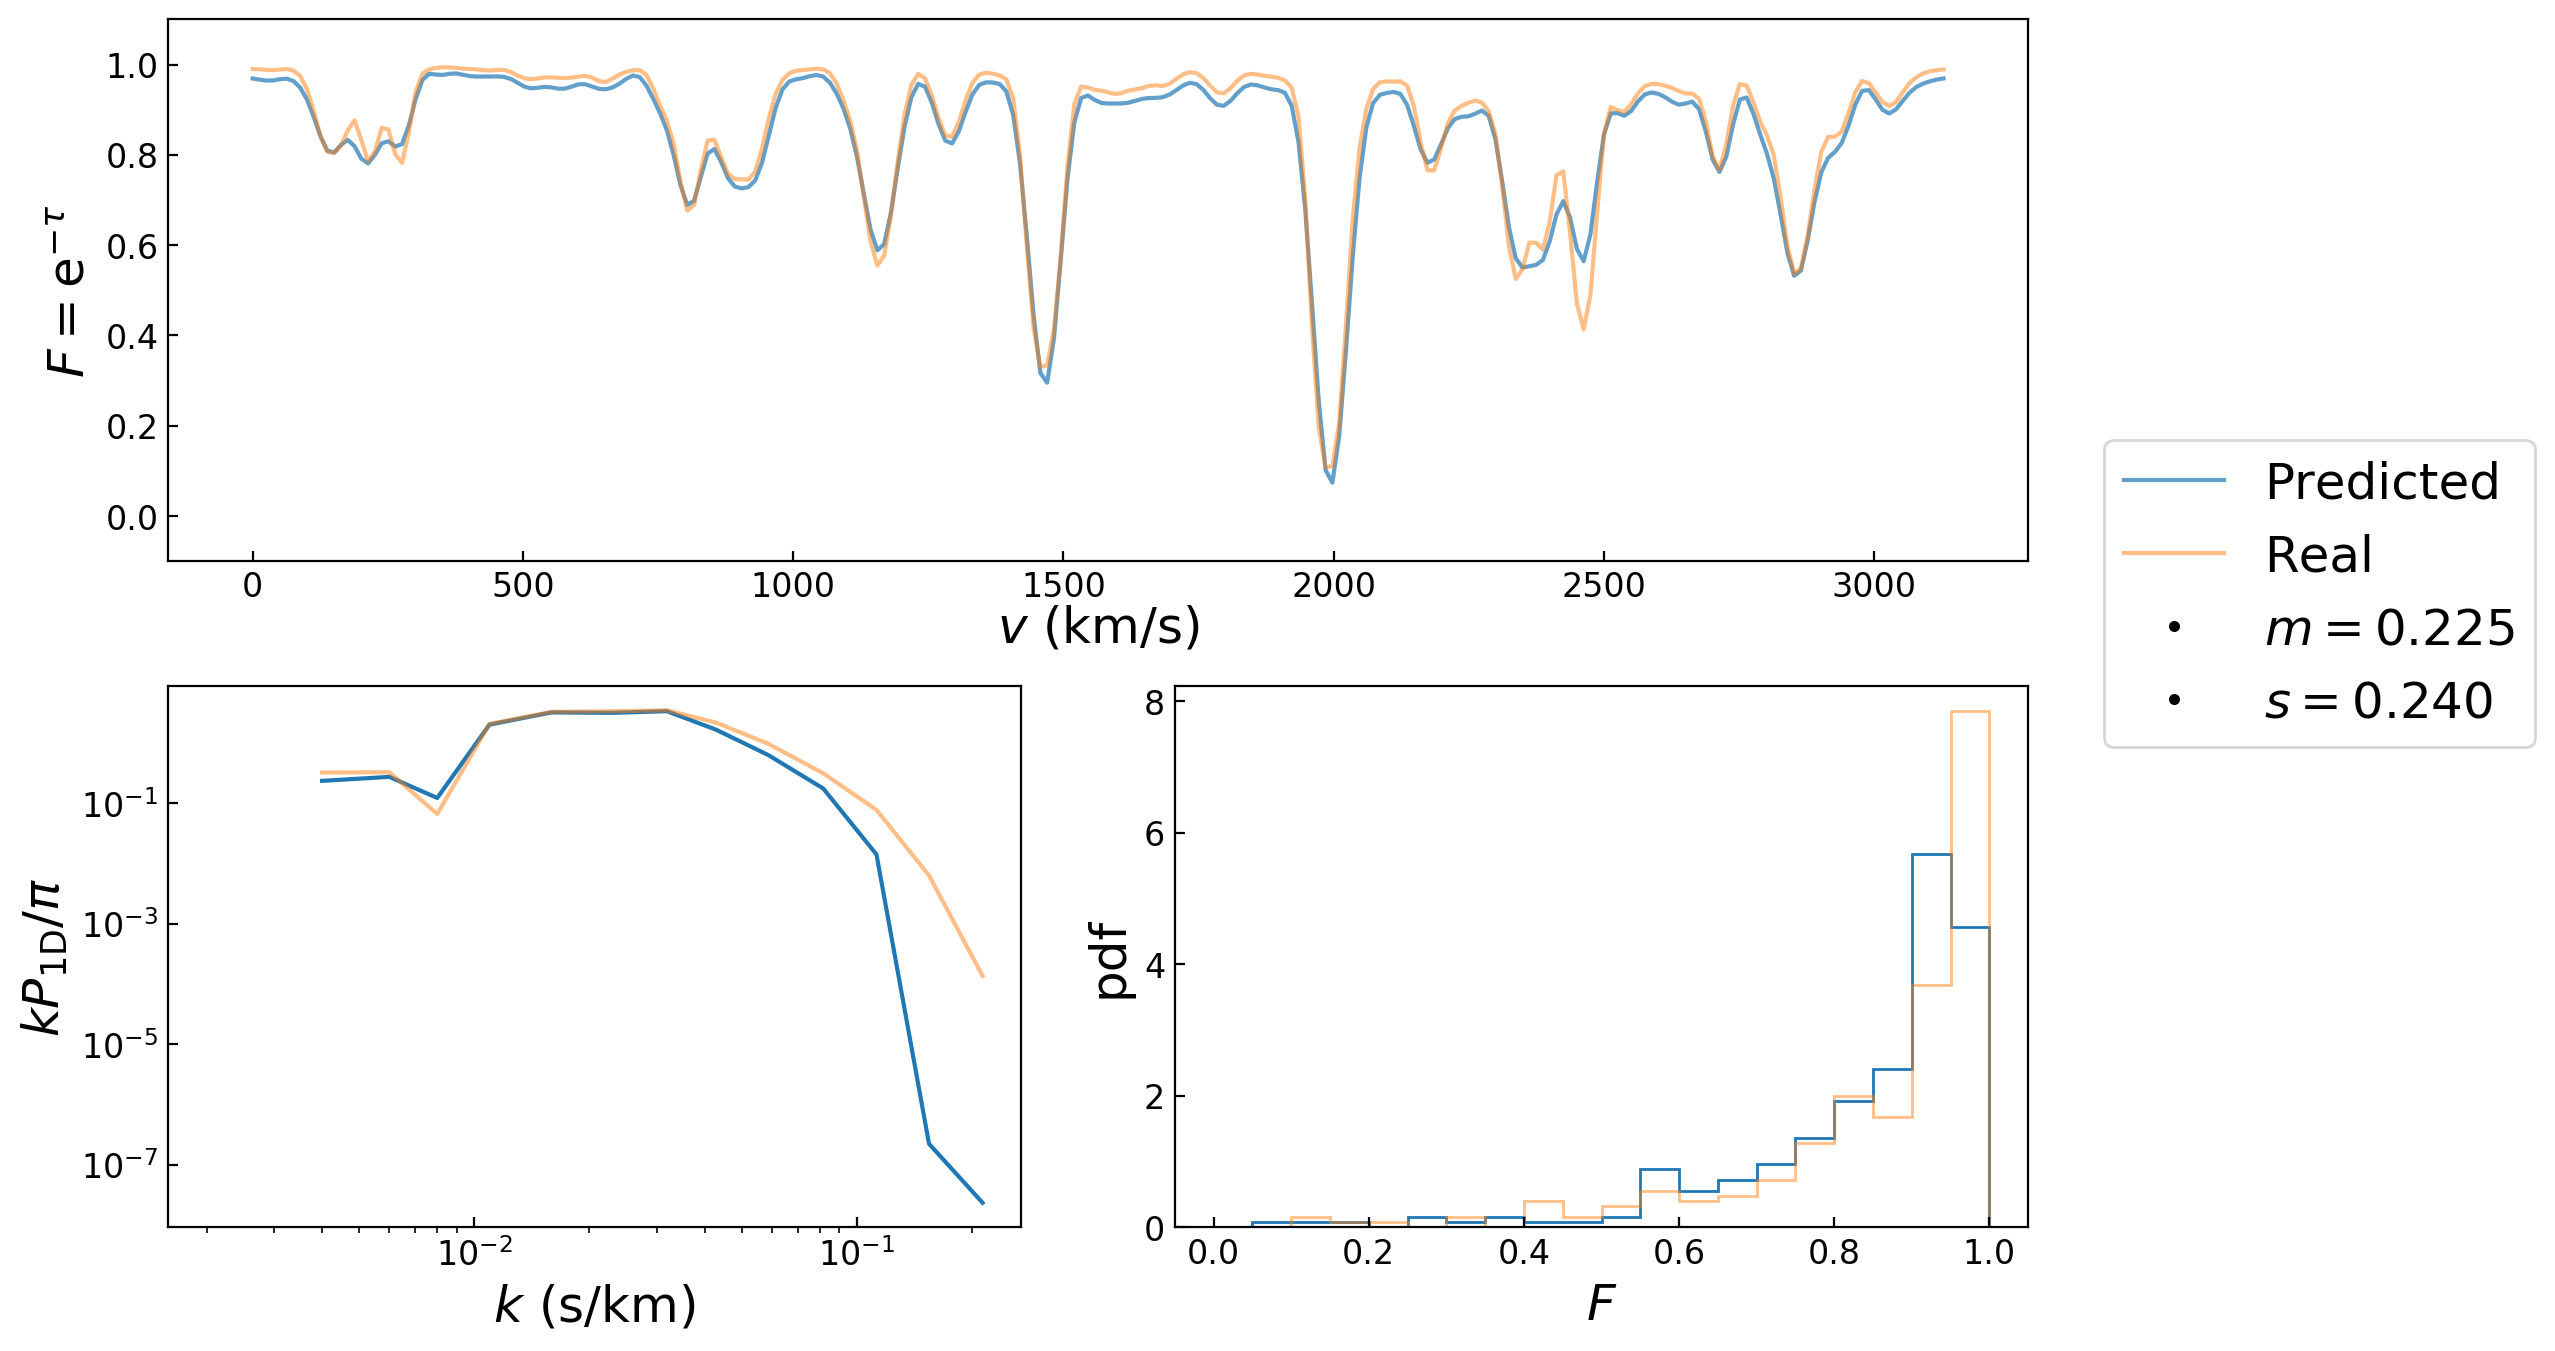 F = e^{−τ}
1.0
0.8
0.6
0.4
0.2
0.0
0 500 1000 1500 2000 2500 3000
v (km/s)
Predicted
Real
m = 0.225
s = 0.240
kP_{1D}/π
10^{−1}
10^{−3}
10^{−5}
10^{−7}
10^{−2} 10^{−1}
k (s/km)
pdf
8
6
4
2
0
0.0 0.2 0.4 0.6 0.8 1.0
F